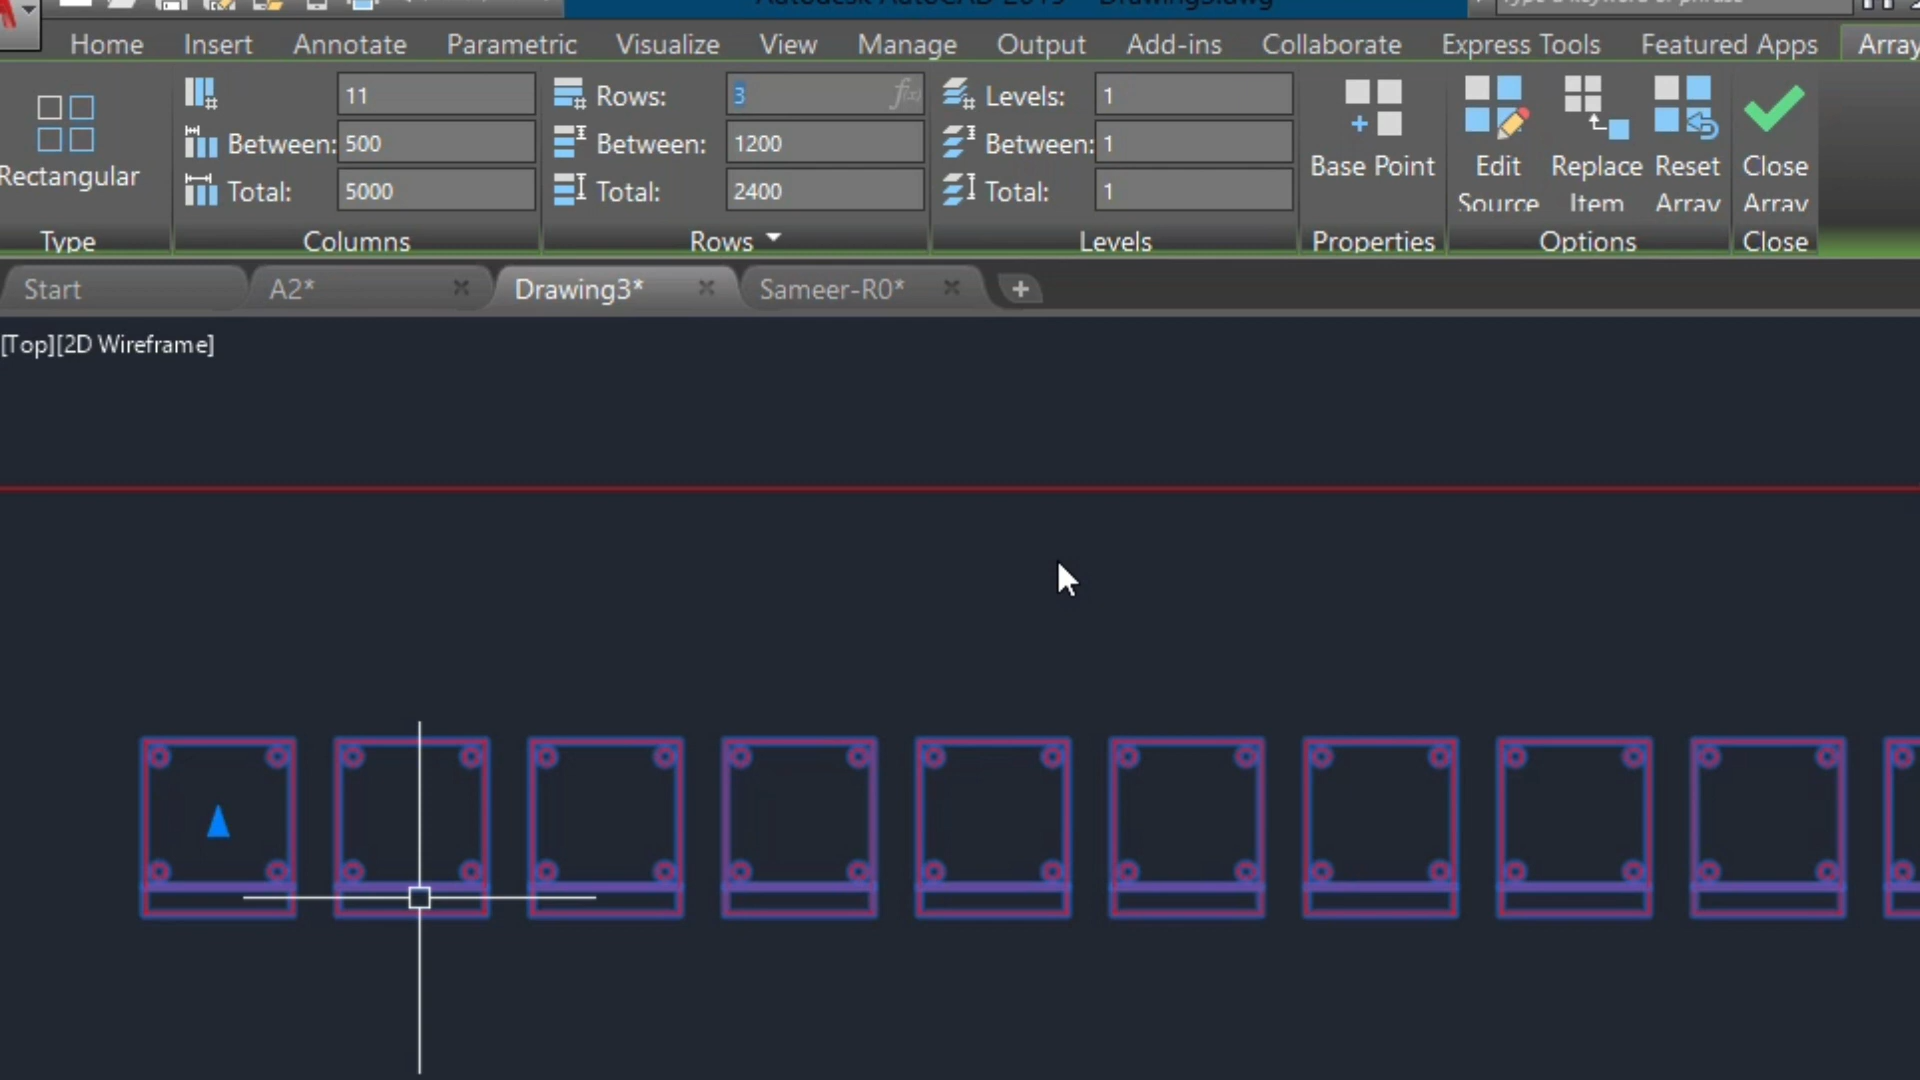 Home Insert Annotate Parametric Visualize View Manage Output Add-ins Collaborate Express Tools Featured Apps Array
11 Rows: 3 f(x) Levels: 1
Between: 500 Between: 1200 Between: 1
Total: 5000 Total: 2400 Total: 1
Rectangular
Base Point
Edit Source
Replace Item
Reset Array
Close Array
Type Columns Rows Levels Properties Options Close
Start A2* Drawing3* Sameer-R0*
[Top][2D Wireframe]